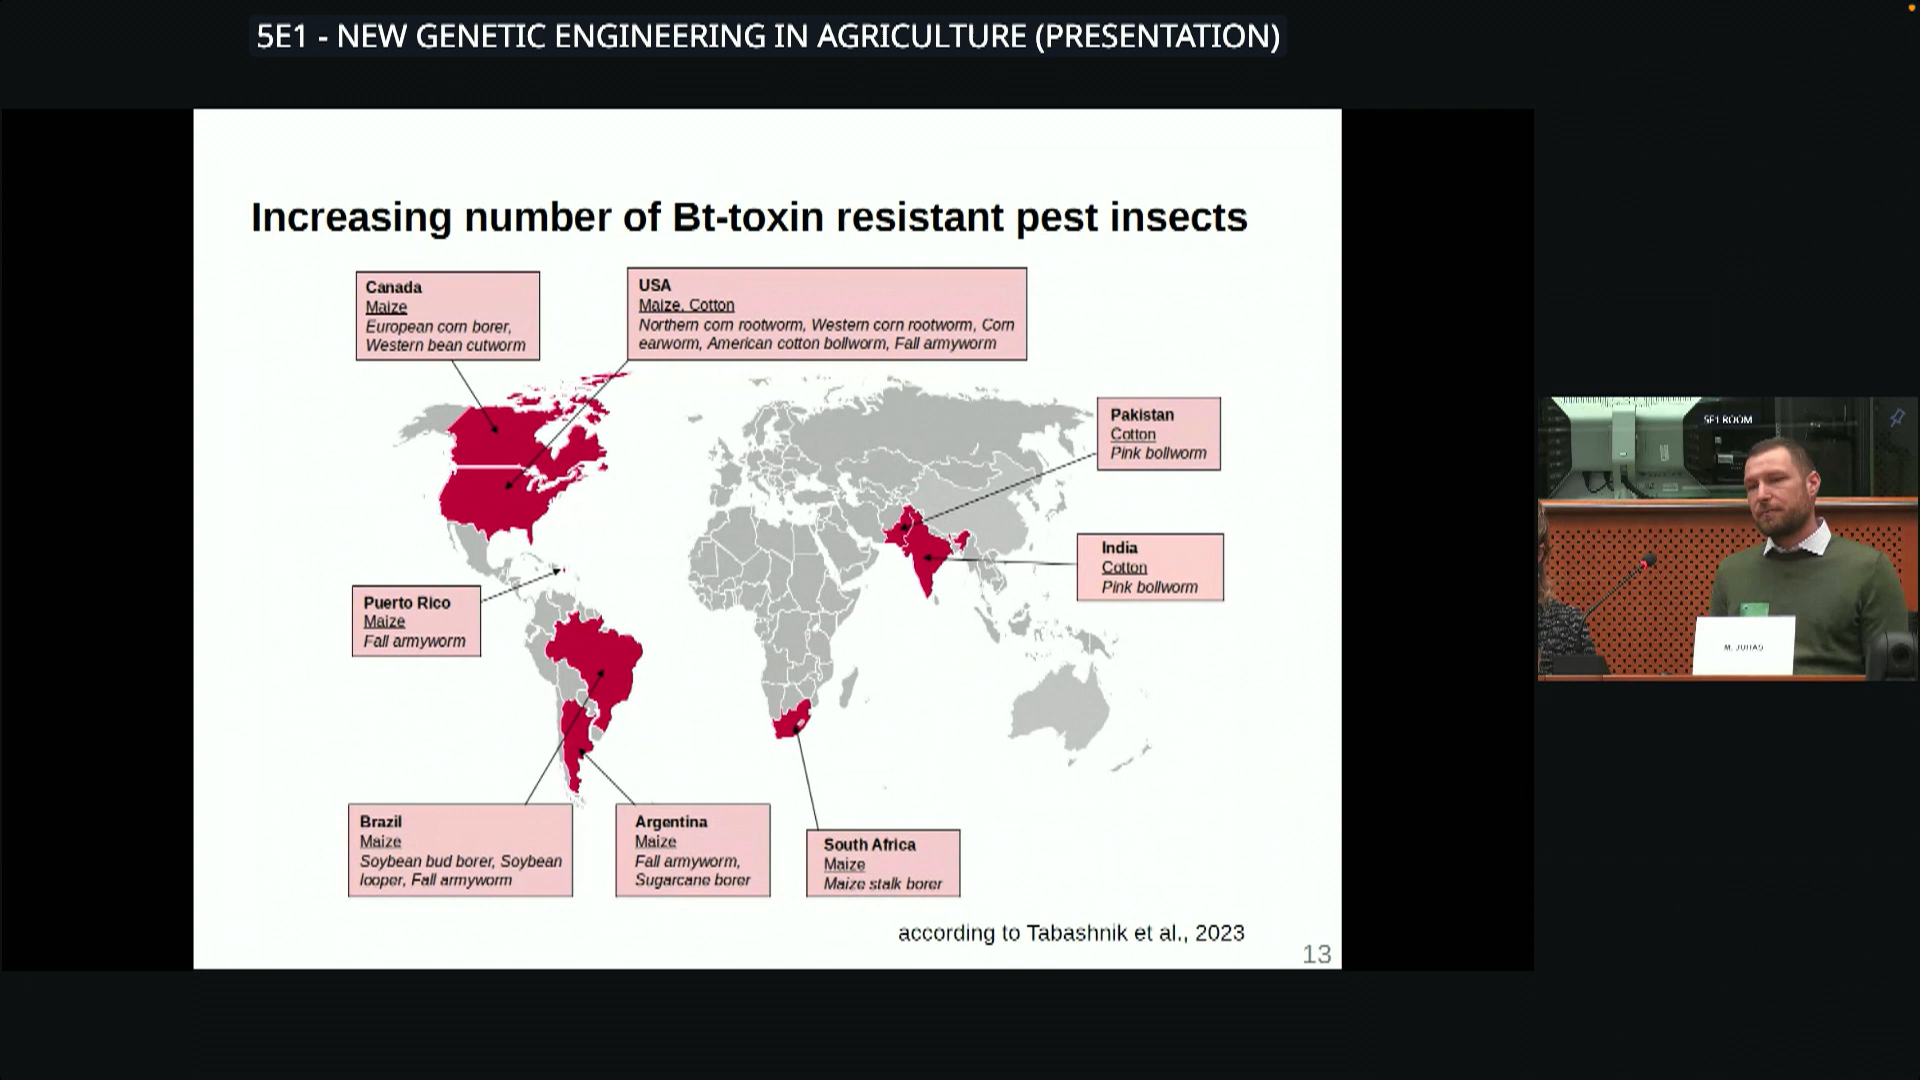 5E1 - NEW GENETIC ENGINEERING IN AGRICULTURE (PRESENTATION)
Increasing number of Bt-toxin resistant pest insects
Canada
Maize
European corn borer,
Western bean cutworm
USA
Maize, Cotton
Northern corn rootworm, Western corn rootworm, Corn
earworm, American cotton bollworm, Fall armyworm
Pakistan
Cotton
Pink bollworm
India
Cotton
Pink bollworm
Puerto Rico
Maize
Fall armyworm
Brazil
Maize
Soybean bud borer, Soybean
looper, Fall armyworm
Argentina
Maize
Fall armyworm,
Sugarcane borer
South Africa
Maize
Maize stalk borer
according to Tabashnik et al., 2023
13
5E1 ROOM
M. JUHAS